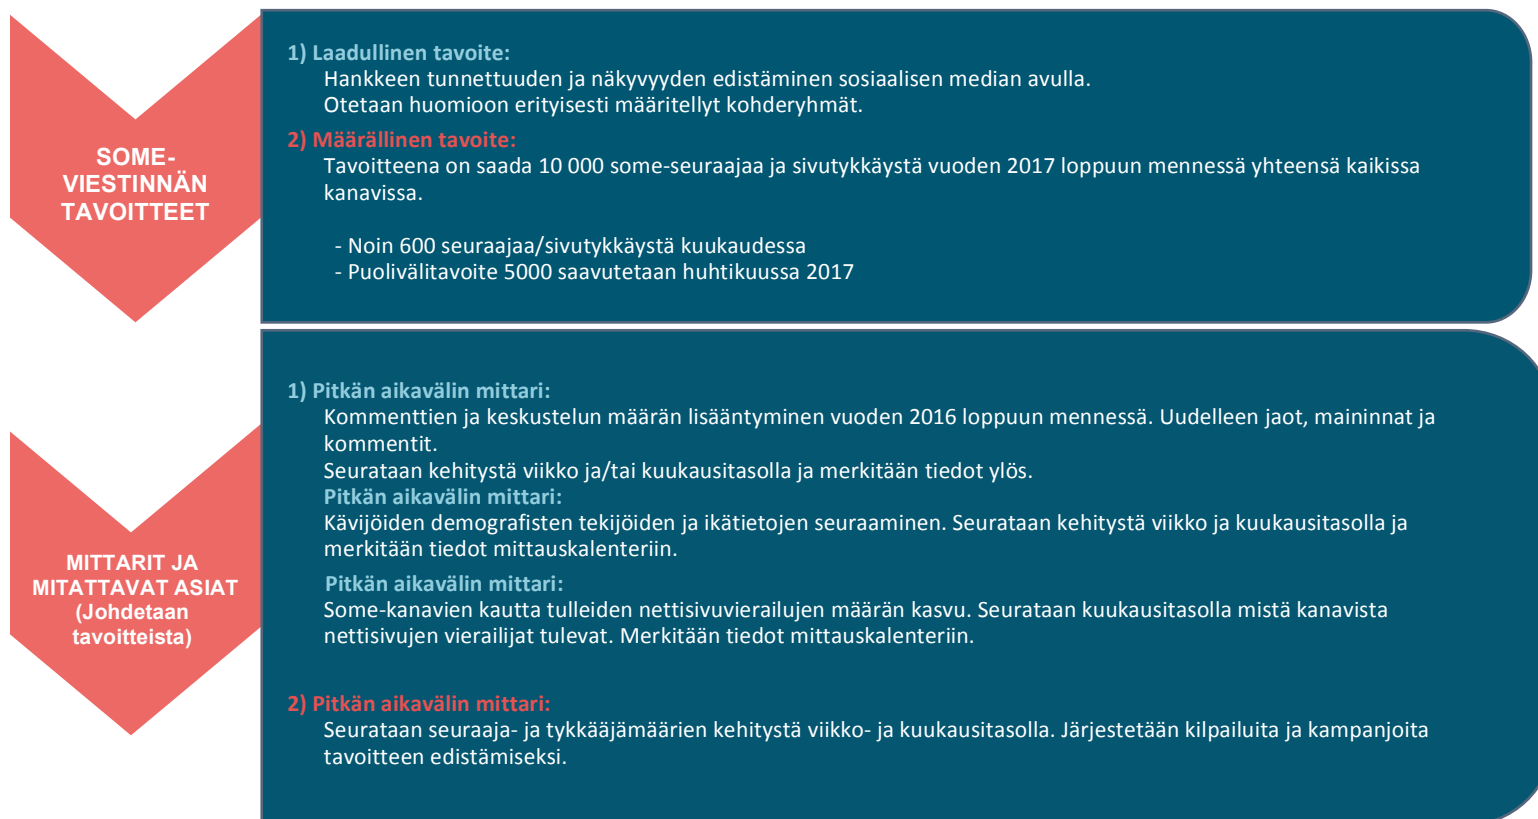 SOME-
VIESTINNÄN
TAVOITTEET
1) Laadullinen tavoite:
Hankkeen tunnettuuden ja näkyvyyden edistäminen sosiaalisen median avulla.
Otetaan huomioon erityisesti määritellyt kohderyhmät.
2) Määrällinen tavoite:
Tavoitteena on saada 10 000 some-seuraajaa ja sivutykkäystä vuoden 2017 loppuun mennessä yhteensä kaikissa
kanavissa.
- Noin 600 seuraajaa/sivutykkäystä kuukaudessa
- Puolivälitavoite 5000 saavutetaan huhtikuussa 2017
MITTARIT JA
MITATTAVAT ASIAT
(Johdetaan
tavoitteista)
1) Pitkän aikavälin mittari:
Kommenttien ja keskustelun määrän lisääntyminen vuoden 2016 loppuun mennessä. Uudelleen jaot, maininnat ja
kommentit.
Seurataan kehitystä viikko ja/tai kuukausitasolla ja merkitään tiedot ylös.
Pitkän aikavälin mittari:
Kävijöiden demografisten tekijöiden ja ikätietojen seuraaminen. Seurataan kehitystä viikko ja kuukausitasolla ja
merkitään tiedot mittauskalenteriin.
Pitkän aikavälin mittari:
Some-kanavien kautta tulleiden nettisivuvierailujen määrän kasvu. Seurataan kuukausitasolla mistä kanavista
nettisivujen vierailijat tulevat. Merkitään tiedot mittauskalenteriin.
2) Pitkän aikavälin mittari:
Seurataan seuraaja- ja tykkääjämäärien kehitystä viikko- ja kuukausitasolla. Järjestetään kilpailuita ja kampanjoita
tavoitteen edistämiseksi.